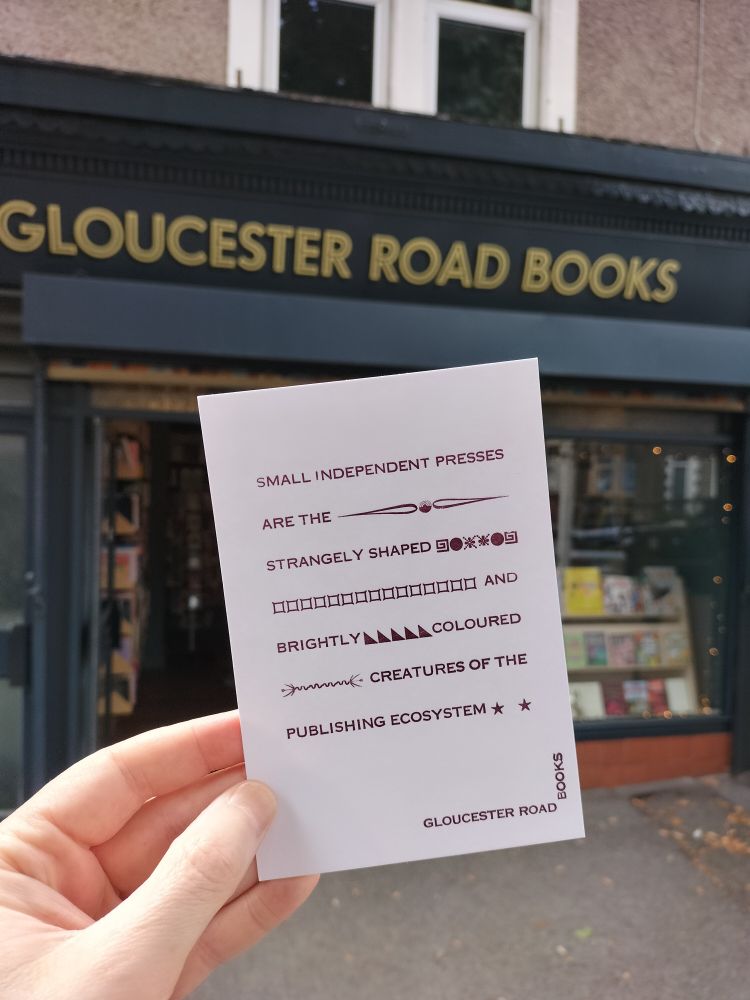 GLOUCESTER ROAD BOOKS
SMALL INDEPENDENT PRESSES
ARE THE
STRANGELY SHAPED
AND
BRIGHTLY COLOURED
CREATURES OF THE
PUBLISHING ECOSYSTEM ★ ★
GLOUCESTER ROAD BOOKS